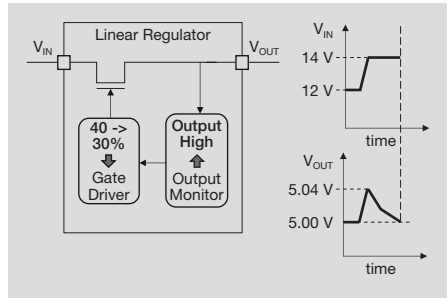 Linear Regulator
V_IN
V_OUT
40 ->
30%
Gate
Driver
Output
High
Output
Monitor
V_IN
14 V
12 V
time
V_OUT
5.04 V
5.00 V
time